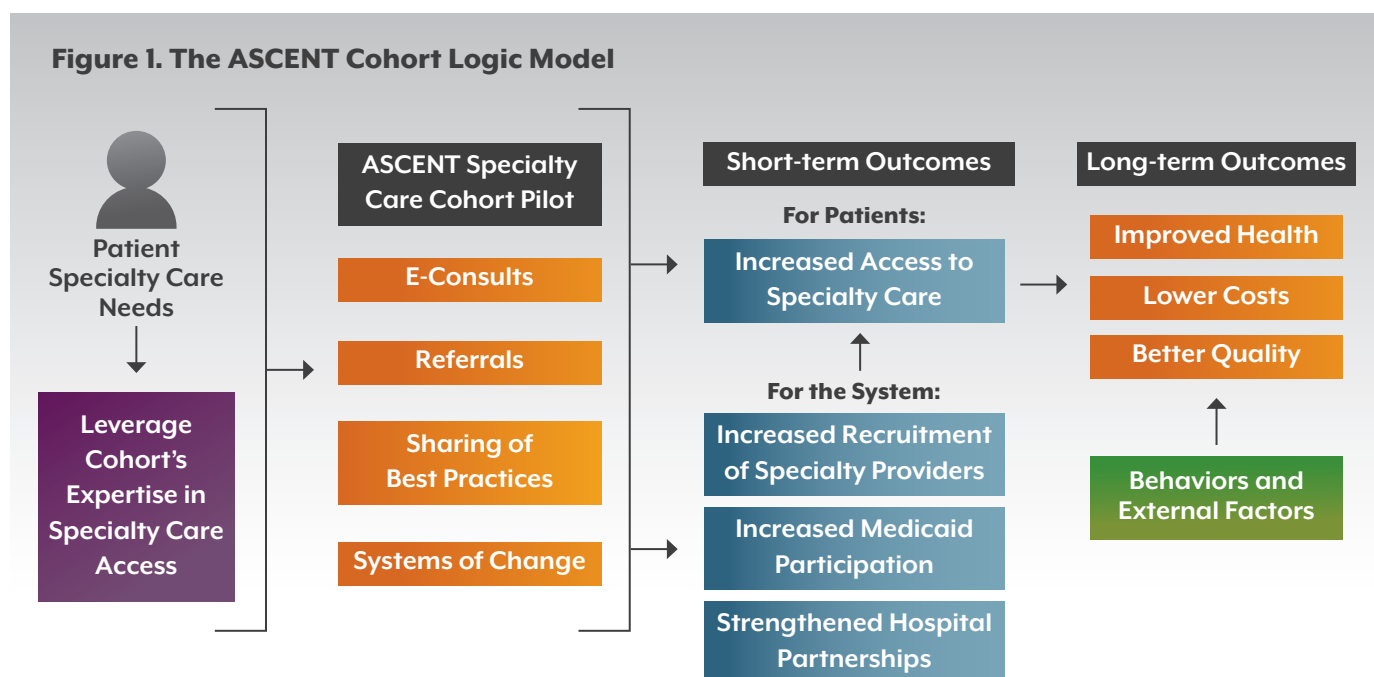 Figure 1. The ASCENT Cohort Logic Model
Patient
Specialty Care
Needs
Leverage
Cohort's
Expertise in
Specialty Care
Access
ASCENT Specialty
Care Cohort Pilot
E-Consults
Referrals
Sharing of
Best Practices
Systems of Change
Short-term Outcomes
For Patients:
Increased Access to
Specialty Care
For the System:
Increased Recruitment
of Specialty Providers
Increased Medicaid
Participation
Strengthened Hospital
Partnerships
Long-term Outcomes
Improved Health
Lower Costs
Better Quality
Behaviors and
External Factors